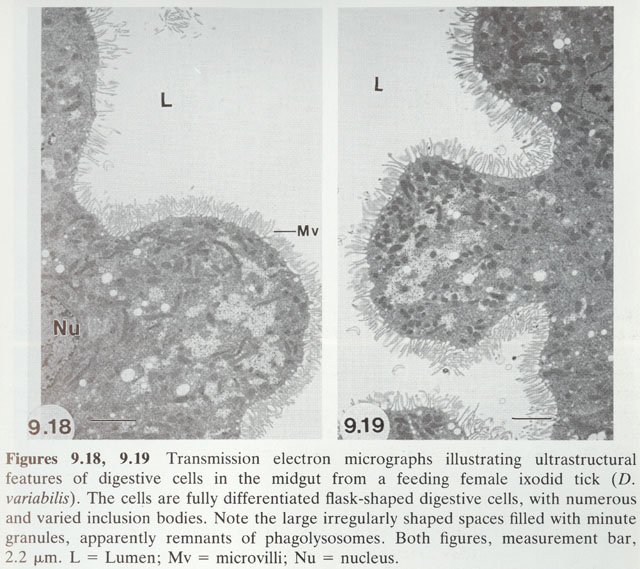 L
L
Mv
Nu
9.18
9.19
Figures 9.18, 9.19 Transmission electron micrographs illustrating ultrastructural
features of digestive cells in the midgut from a feeding female ixodid tick (D.
variabilis). The cells are fully differentiated flask-shaped digestive cells, with numerous
and varied inclusion bodies. Note the large irregularly shaped spaces filled with minute
granules, apparently remnants of phagolysosomes. Both figures, measurement bar,
2.2 μm. L = Lumen; Mv = microvilli; Nu = nucleus.